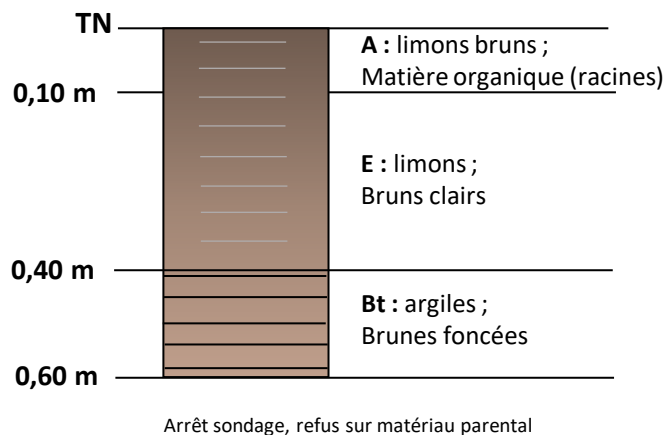 TN
A : limons bruns ;
Matière organique (racines)
0,10 m
E : limons ;
Bruns clairs
0,40 m
Bt : argiles ;
Brunes foncées
0,60 m
Arrêt sondage, refus sur matériau parental